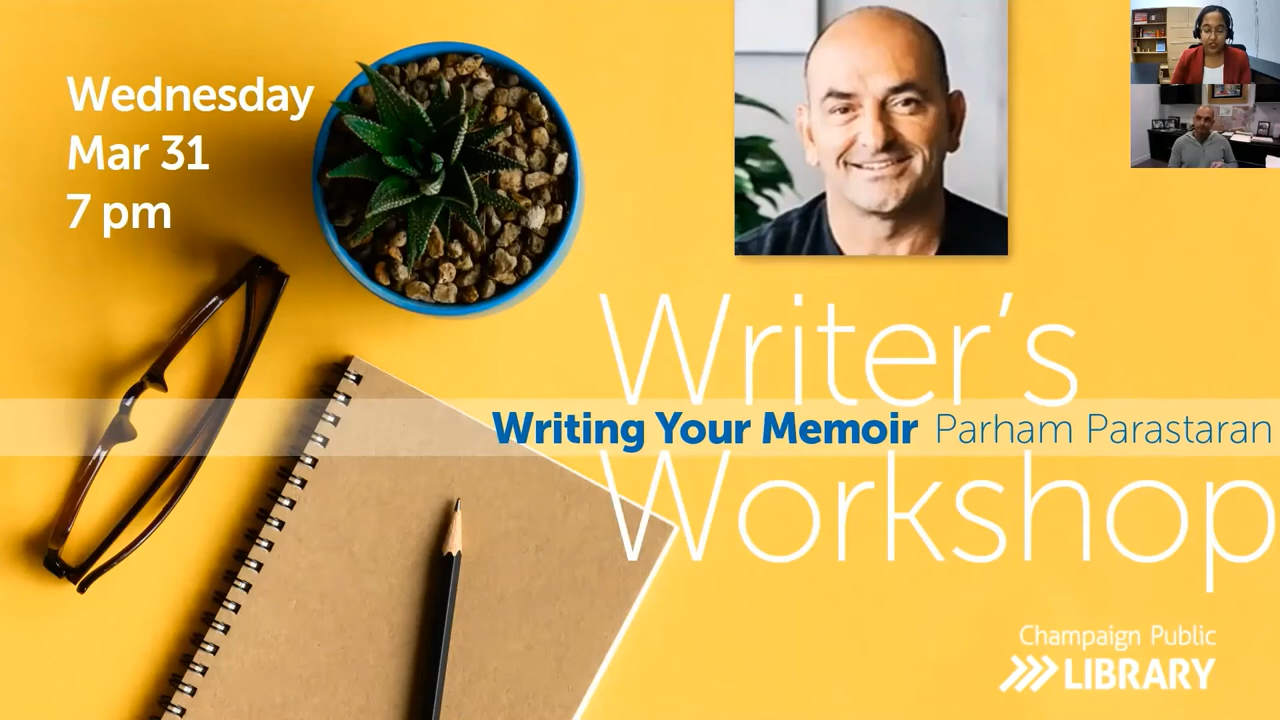 Wednesday
Mar 31
7 pm
Writer's
Writing Your Memoir Parham Parastaran
Workshop
Champaign Public
LIBRARY